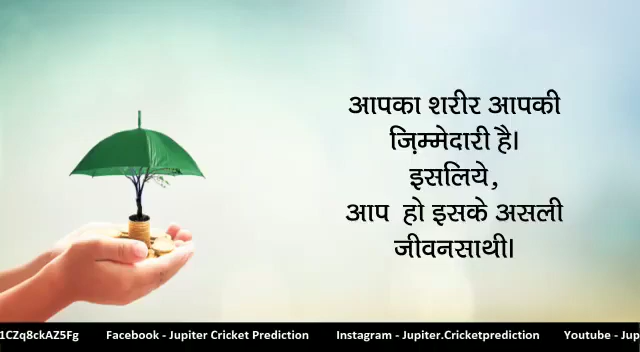 आपका शरीर आपकी
ज़िम्मेदारी है।
इसलिये,
आप हो इसके असली
जीवनसाथी।
1CZq8ckAZ5Fg Facebook - Jupiter Cricket Prediction Instagram - Jupiter.Cricketprediction Youtube - Jup